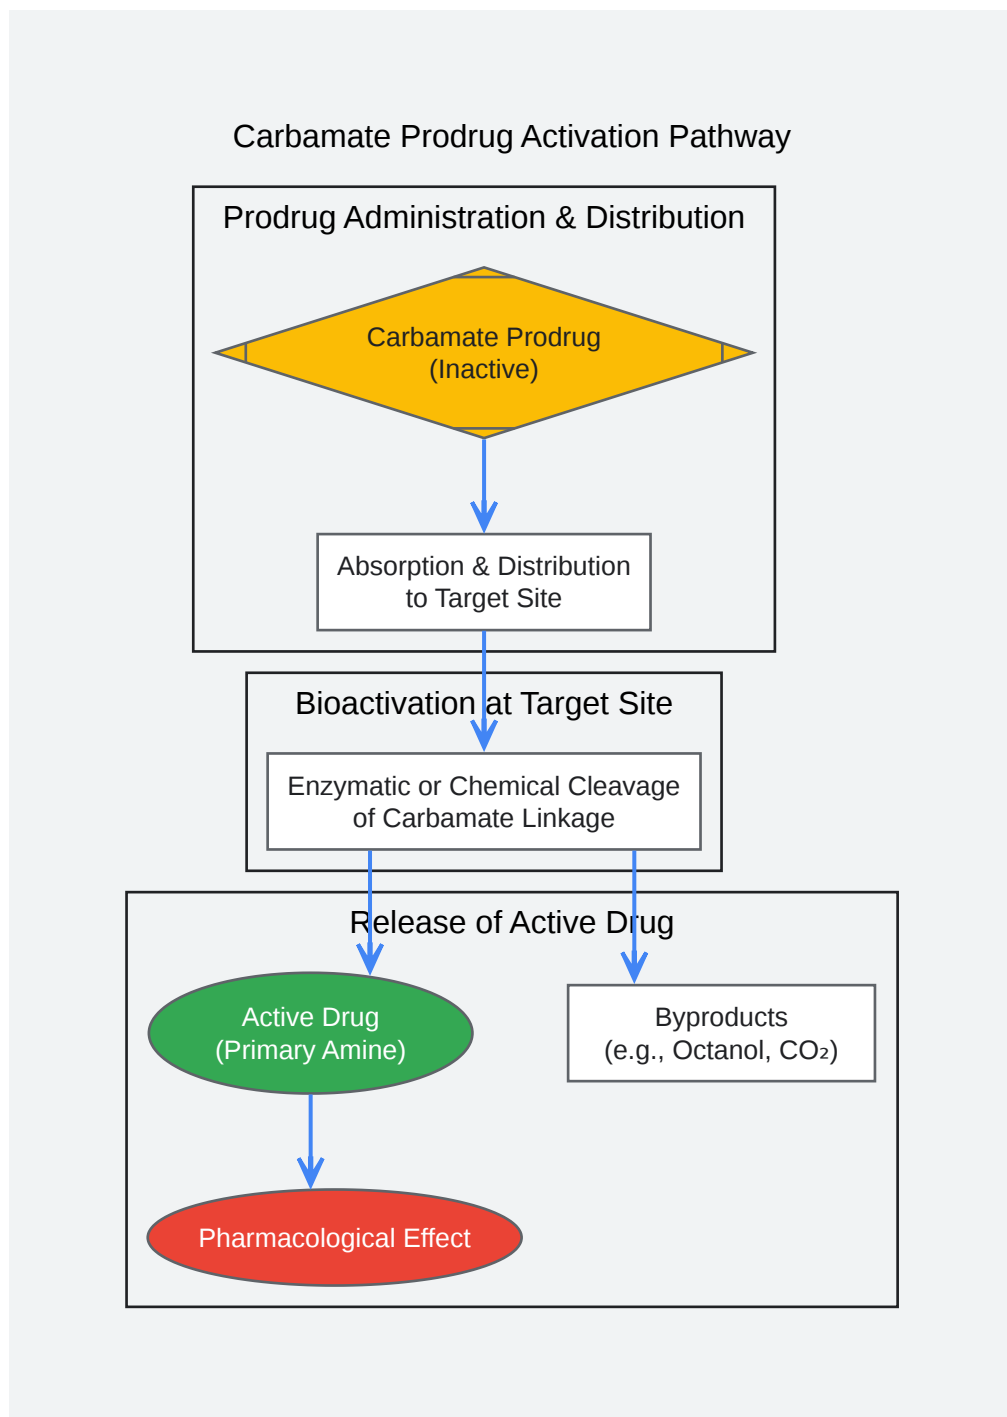 Carbamate Prodrug Activation Pathway
Prodrug Administration & Distribution
Carbamate Prodrug
(Inactive)
Absorption & Distribution
to Target Site
Bioactivation at Target Site
Enzymatic or Chemical Cleavage
of Carbamate Linkage
Release of Active Drug
Active Drug
(Primary Amine)
Byproducts
(e.g., Octanol, CO₂)
Pharmacological Effect